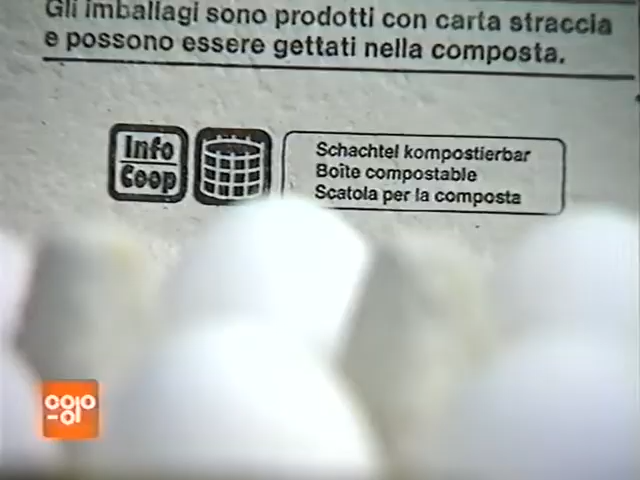 Gli imballagi sono prodotti con carta straccia
e possono essere gettati nella composta.
Info
Coop
Schachtel kompostierbar
Boîte compostable
Scatola per la composta